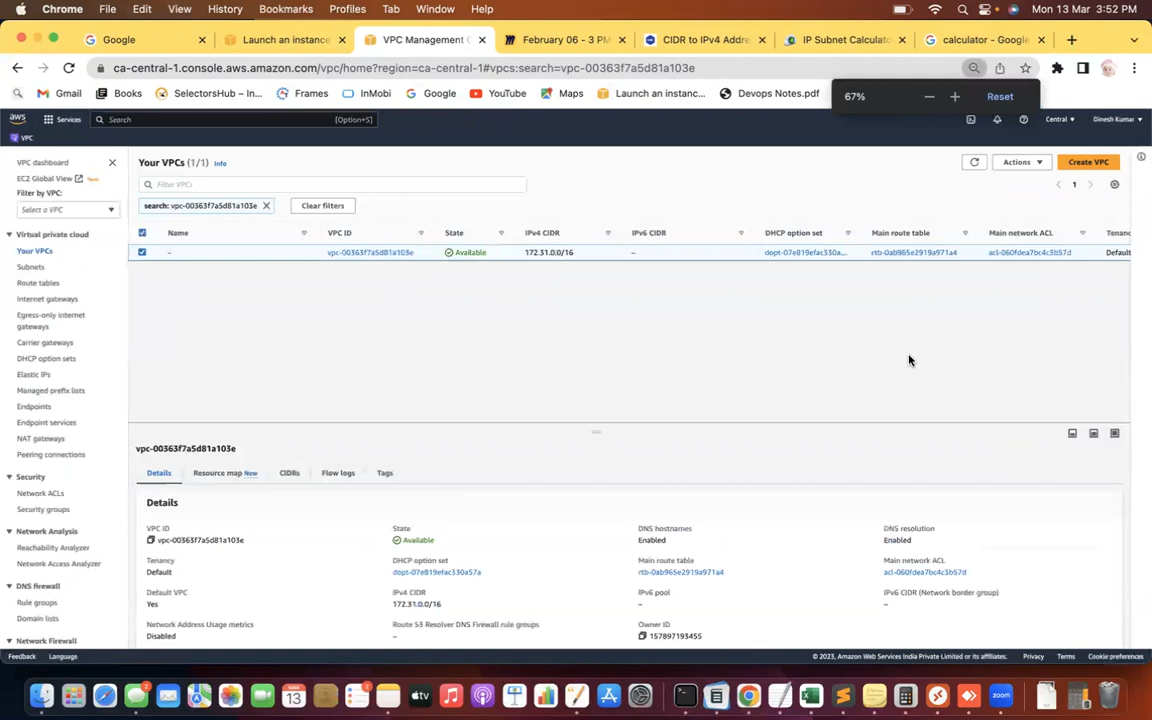 Chrome File Edit View History Bookmarks Profiles Tab Window Help Mon 13 Mar 3:52 PM
Google Launch an instance VPC Management C February 06 - 3 PM CIDR to IPv4 Addre IP Subnet Calculato calculator - Google
ca-central-1.console.aws.amazon.com/vpc/home?region=ca-central-1#vpcs:search=vpc-00363f7a5d81a103e
Gmail Books SelectorsHub – In... Frames InMobi Google YouTube Maps Launch an instanc... Devops Notes.pdf
67% Reset
aws Services Search [Option+S] Central Dinesh Kumar
VPC
VPC dashboard
EC2 Global View New
Filter by VPC:
Select a VPC
Virtual private cloud
Your VPCs
Subnets
Route tables
Internet gateways
Egress-only internet
gateways
Carrier gateways
DHCP option sets
Elastic IPs
Managed prefix lists
Endpoints
Endpoint services
NAT gateways
Peering connections
Security
Network ACLs
Security groups
Network Analysis
Reachability Analyzer
Network Access Analyzer
DNS firewall
Rule groups
Domain lists
Network Firewall
Your VPCs (1/1) Info
Actions Create VPC
Filter VPCs
1
search: vpc-00363f7a5d81a103e Clear filters
Name VPC ID State IPv4 CIDR IPv6 CIDR DHCP option set Main route table Main network ACL Tenanc
– vpc-00363f7a5d81a103e Available 172.31.0.0/16 – dopt-07e819efac330a... rtb-0ab965e2919a971a4 acl-060fdea7bc4c3b57d Default
vpc-00363f7a5d81a103e
Details Resource map New CIDRs Flow logs Tags
Details
VPC ID
vpc-00363f7a5d81a103e
State
Available
DNS hostnames
Enabled
DNS resolution
Enabled
Tenancy
Default
DHCP option set
dopt-07e819efac330a57a
Main route table
rtb-0ab965e2919a971a4
Main network ACL
acl-060fdea7bc4c3b57d
Default VPC
Yes
IPv4 CIDR
172.31.0.0/16
IPv6 pool
–
IPv6 CIDR (Network border group)
–
Network Address Usage metrics
Disabled
Route 53 Resolver DNS Firewall rule groups
–
Owner ID
157897193455
Feedback Language © 2023, Amazon Web Services India Private Limited or its affiliates. Privacy Terms Cookie preferences